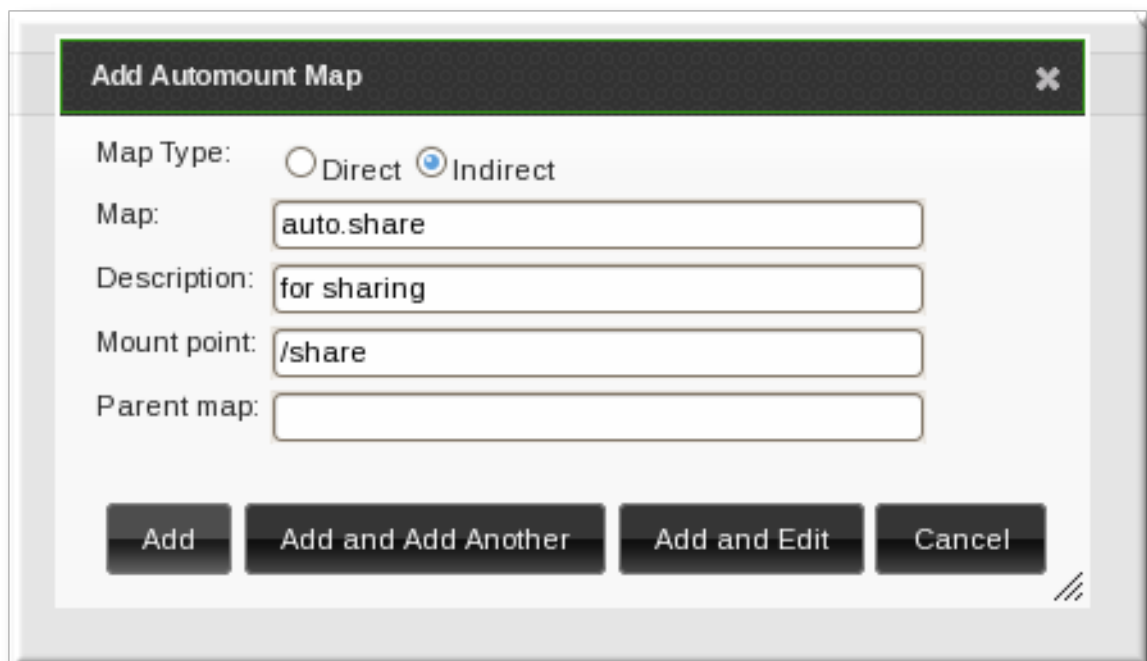 Add Automount Map
Map Type: Direct Indirect
Map: auto.share
Description: for sharing
Mount point: /share
Parent map:
Add Add and Add Another Add and Edit Cancel